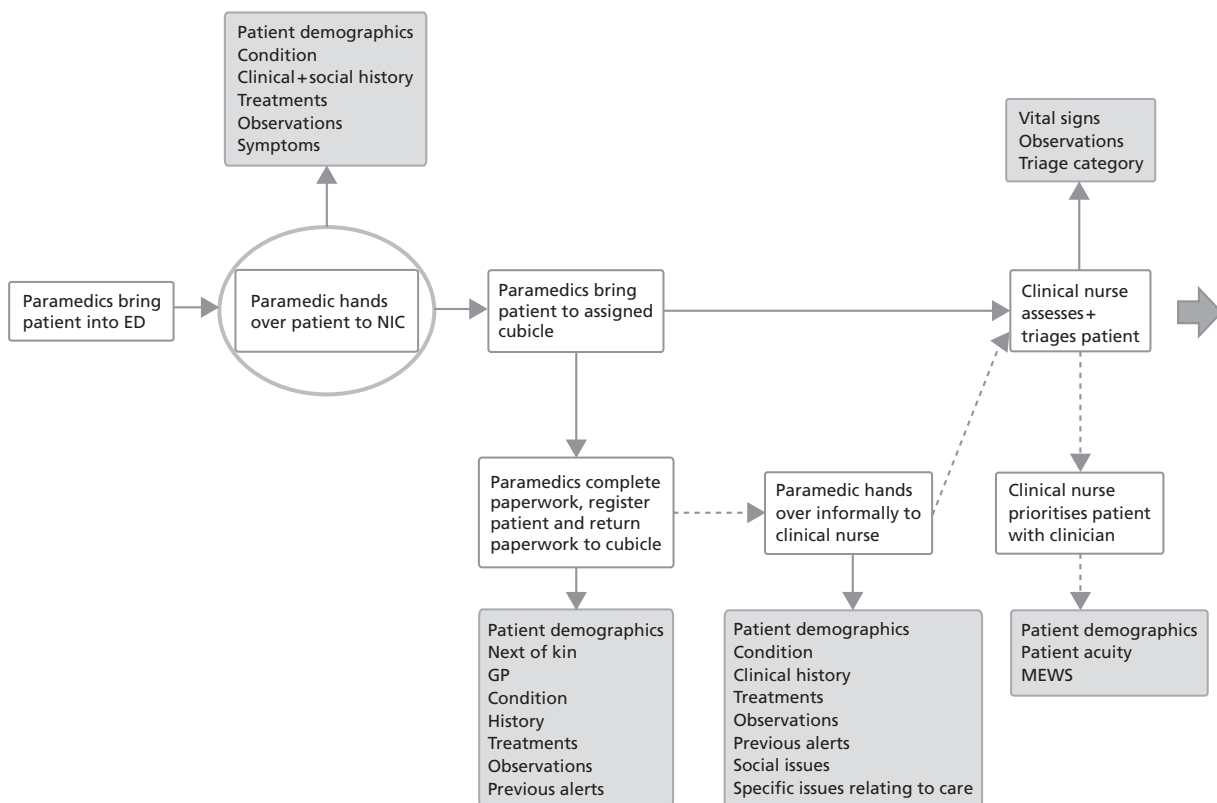 Patient demographics
Condition
Clinical+social history
Treatments
Observations
Symptoms
Vital signs
Observations
Triage category
Paramedics bring
patient into ED
Paramedic hands
over patient to NIC
Paramedics bring
patient to assigned
cubicle
Clinical nurse
assesses+
triages patient
Paramedics complete
paperwork, register
patient and return
paperwork to cubicle
Paramedic hands
over informally to
clinical nurse
Clinical nurse
prioritises patient
with clinician
Patient demographics
Next of kin
GP
Condition
History
Treatments
Observations
Previous alerts
Patient demographics
Condition
Clinical history
Treatments
Observations
Previous alerts
Social issues
Specific issues relating to care
Patient demographics
Patient acuity
MEWS